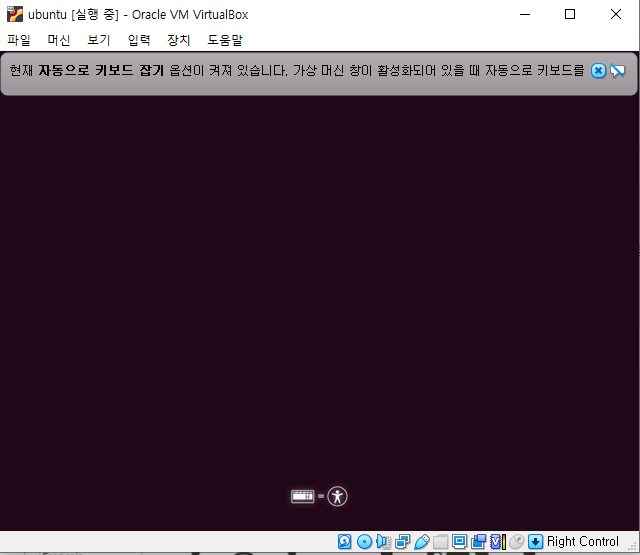 ubuntu [실행 중] - Oracle VM VirtualBox
파일 머신 보기 입력 장치 도움말
현재 자동으로 키보드 잡기 옵션이 켜져 있습니다. 가상 머신 창이 활성화되어 있을 때 자동으로 키보드를
=
Right Control